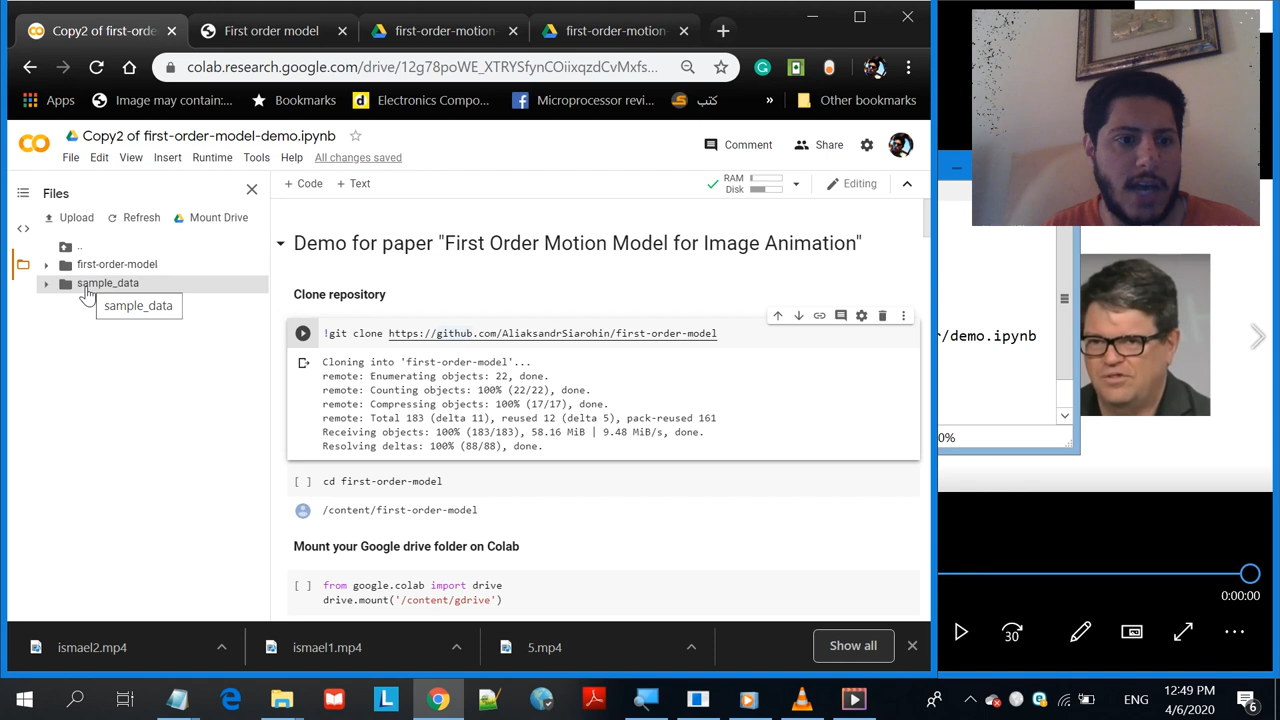 Copy2 of first-orde
First order model
first-order-motion-
first-order-motion-
colab.research.google.com/drive/12g78poWE_XTRYSfynCOiixqzdCvMxfs...
Apps
Image may contain:...
Bookmarks
Electronics Compo...
Microprocessor revi...
كتب
»
Other bookmarks
Copy2 of first-order-model-demo.ipynb
Comment
Share
File Edit View Insert Runtime Tools Help All changes saved
Files
+ Code + Text
RAM
Disk
Editing
Upload
Refresh
Mount Drive
..
first-order-model
sample_data
sample_data
Demo for paper "First Order Motion Model for Image Animation"
Clone repository
!git clone https://github.com/AliaksandrSiarohin/first-order-model
Cloning into 'first-order-model'...
remote: Enumerating objects: 22, done.
remote: Counting objects: 100% (22/22), done.
remote: Compressing objects: 100% (17/17), done.
remote: Total 183 (delta 11), reused 12 (delta 5), pack-reused 161
Receiving objects: 100% (183/183), 58.16 MiB | 9.48 MiB/s, done.
Resolving deltas: 100% (88/88), done.
[ ] cd first-order-model
/content/first-order-model
Mount your Google drive folder on Colab
[ ] from google.colab import drive
drive.mount('/content/gdrive')
r/demo.ipynb
0%
0:00:00
30
ismael2.mp4
ismael1.mp4
5.mp4
Show all
ENG
12:49 PM
4/6/2020
6